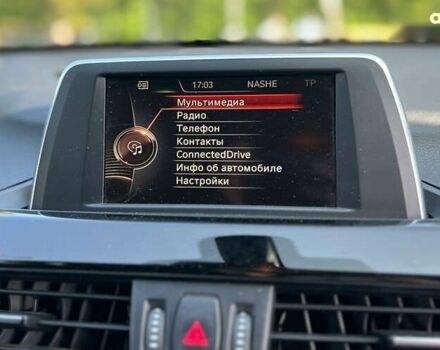 17:03 NASHE TP
Мультимедиа
Радио
Телефон
Контакты
ConnectedDrive
Инфо об автомобиле
Настройки